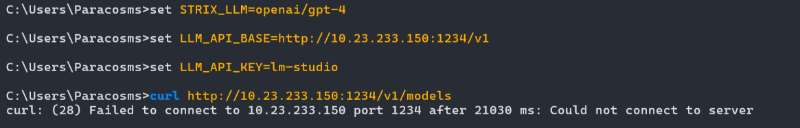 C:\Users\Paracosms>set STRIX_LLM=openai/gpt-4
C:\Users\Paracosms>set LLM_API_BASE=http://10.23.233.150:1234/v1
C:\Users\Paracosms>set LLM_API_KEY=lm-studio
C:\Users\Paracosms>curl http://10.23.233.150:1234/v1/models
curl: (28) Failed to connect to 10.23.233.150 port 1234 after 21030 ms: Could not connect to server